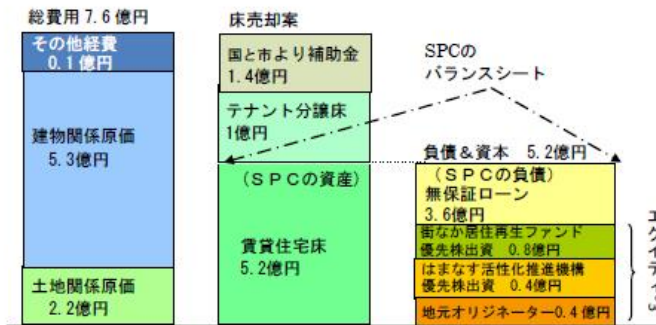 総費用7.6億円
その他経費
0.1億円
建物関係原価
5.3億円
土地関係原価
2.2億円
床売却案
国と市より補助金
1.4億円
テナント分譲床
1億円
(SPCの資産)
賃貸住宅床
5.2億円
SPCの
バランスシート
負債&資本 5.2億円
(SPCの負債)
無保証ローン
3.6億円
街なか居住再生ファンド
優先株出資 0.8億円
はまなす活性化推進機構
優先株出資 0.4億円
地元オリジネーター0.4億円
エクイティ